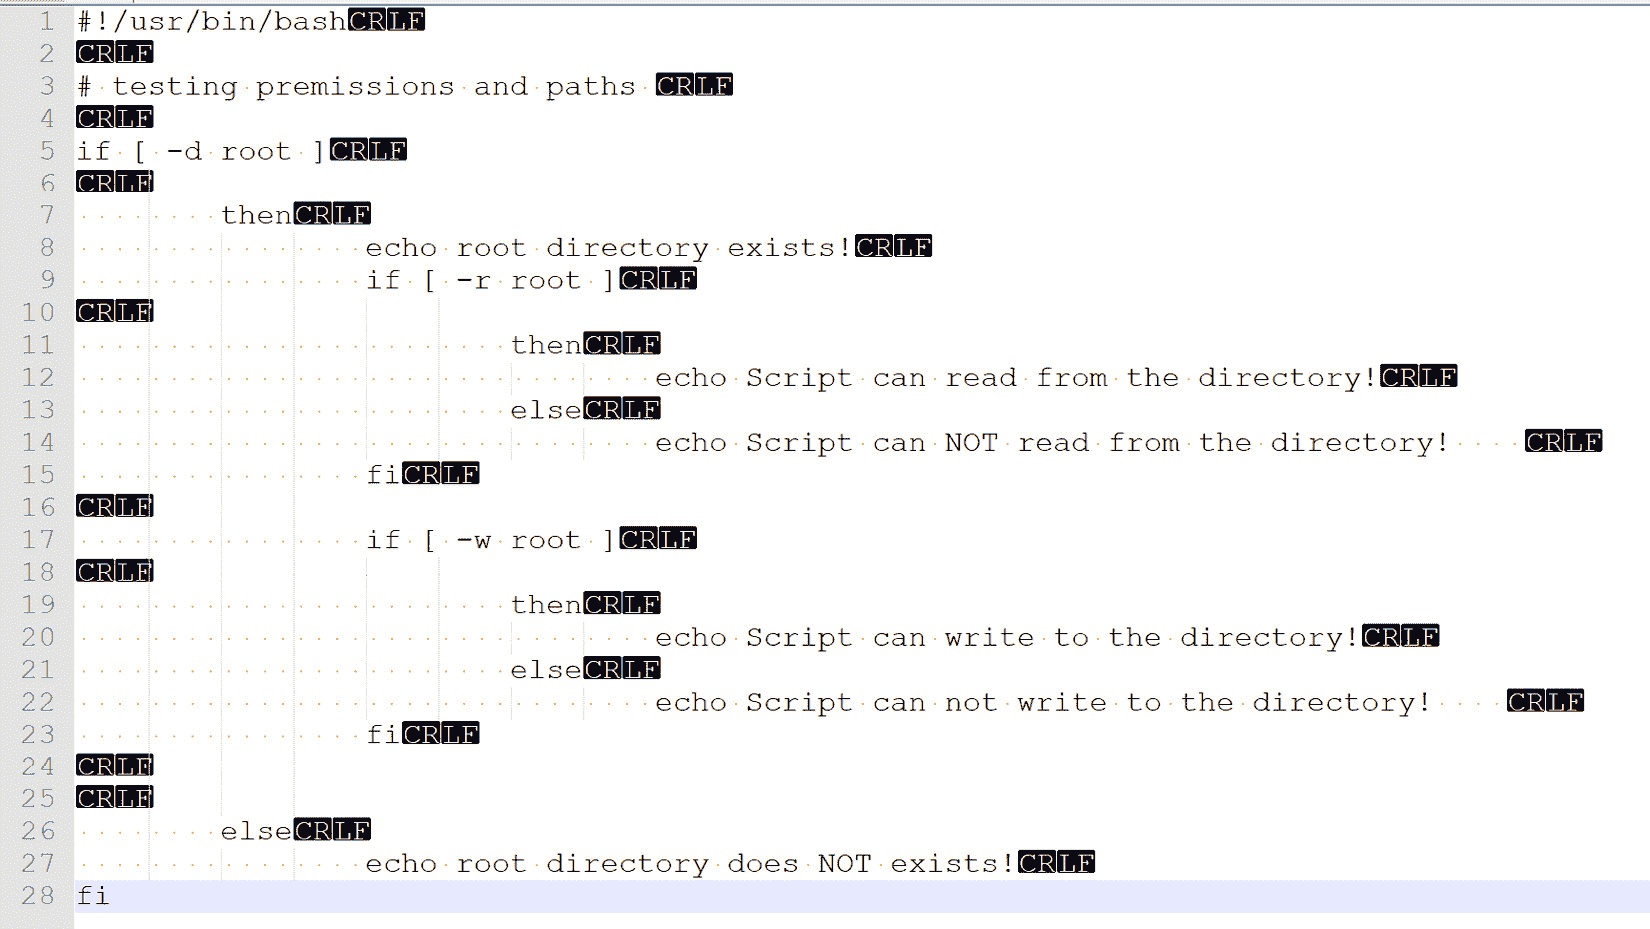 1 #!/usr/bin/bashCRLF
2 CRLF
3 # testing premissions and paths CRLF
4 CRLF
5 if [ -d root ]CRLF
6 CRLF
7 thenCRLF
8 echo root directory exists!CRLF
9 if [ -r root ]CRLF
10 CRLF
11 thenCRLF
12 echo Script can read from the directory!CRLF
13 elseCRLF
14 echo Script can NOT read from the directory! CRLF
15 fiCRLF
16 CRLF
17 if [ -w root ]CRLF
18 CRLF
19 thenCRLF
20 echo Script can write to the directory!CRLF
21 elseCRLF
22 echo Script can not write to the directory! CRLF
23 fiCRLF
24 CRLF
25 CRLF
26 elseCRLF
27 echo root directory does NOT exists!CRLF
28 fi